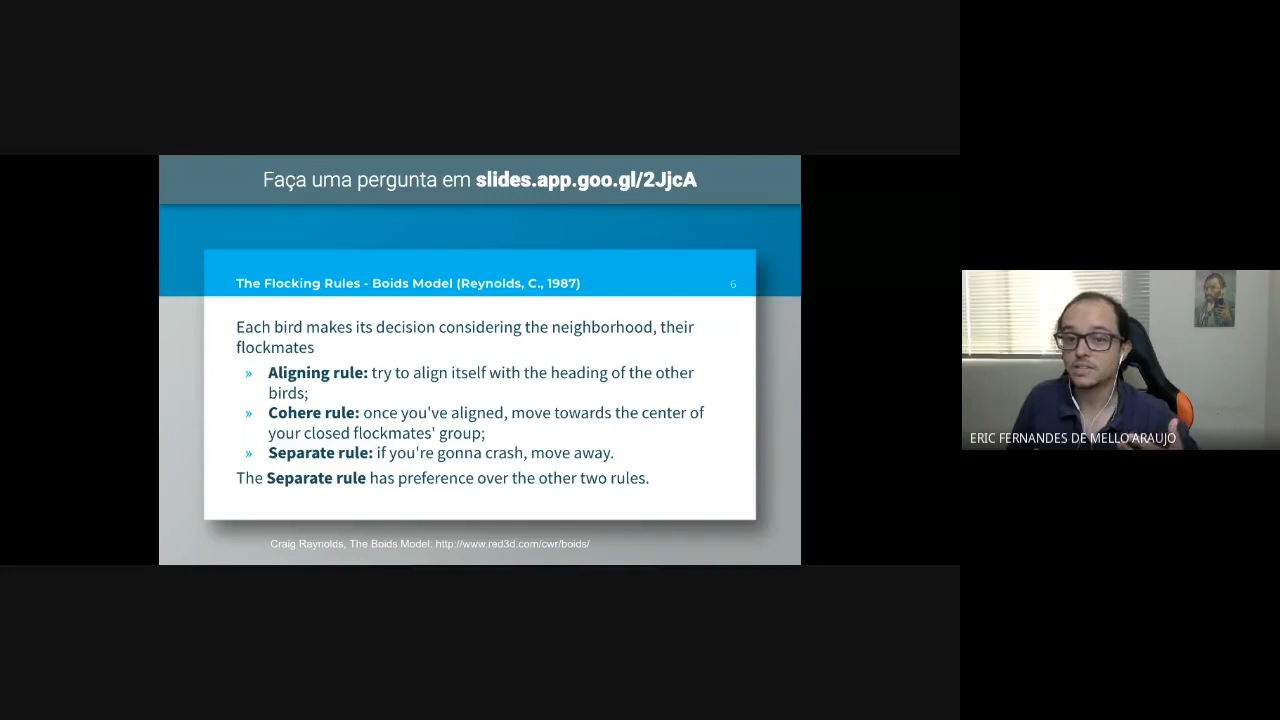 Faça uma pergunta em slides.app.goo.gl/2JjcA
The Flocking Rules - Boids Model (Reynolds, C., 1987)
6
Each bird makes its decision considering the neighborhood, their
flockmates
» Aligning rule: try to align itself with the heading of the other
birds;
» Cohere rule: once you've aligned, move towards the center of
your closed flockmates' group;
» Separate rule: if you're gonna crash, move away.
The Separate rule has preference over the other two rules.
Craig Raynolds, The Boids Model: http://www.red3d.com/cwr/boids/
ERIC FERNANDES DE MELLO ARAUJO